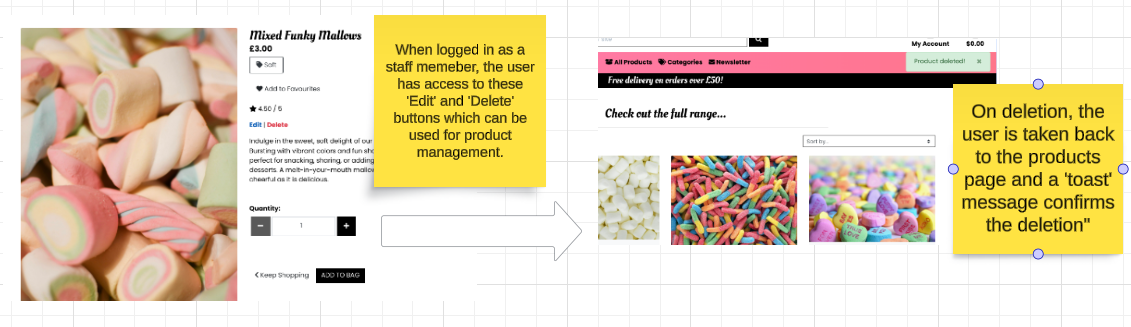 Mixed Funky Mallows
£3.00
Soft
Add to Favourites
4.50 / 5
Edit | Delete
Indulge in the sweet, soft delight of our
Bursting with vibrant colors and fun sha
perfect for snacking, sharing, or adding
desserts. A melt-in-your-mouth mallow
cheerful as it is delicious.
Quantity:
− 1 +
Keep Shopping
ADD TO BAG
When logged in as a
staff memeber, the user
has access to these
'Edit' and 'Delete'
buttons which can be
used for product
management.
My Account $0.00
All Products Categories Newsletter
Product deleted! ×
Free delivery on orders over £50!
Check out the full range...
Sort by...
TRUE
LOVE
On deletion, the
user is taken back
to the products
page and a 'toast'
message confirms
the deletion"